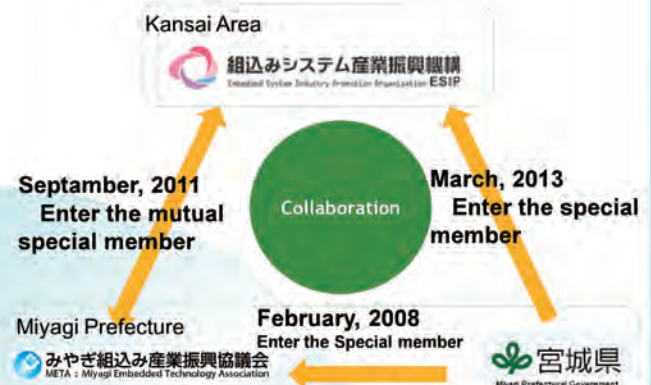 Kansai Area
組込みシステム産業振興機構
Embedded System Industry Promotion Organization ESIP
Septamber, 2011
Enter the mutual
special member
Collaboration
March, 2013
Enter the special
member
Miyagi Prefecture
みやぎ組込み産業振興協議会
META : Miyagi Embedded Technology Association
February, 2008
Enter the Special member
宮城県
Miyagi Prefectural Government